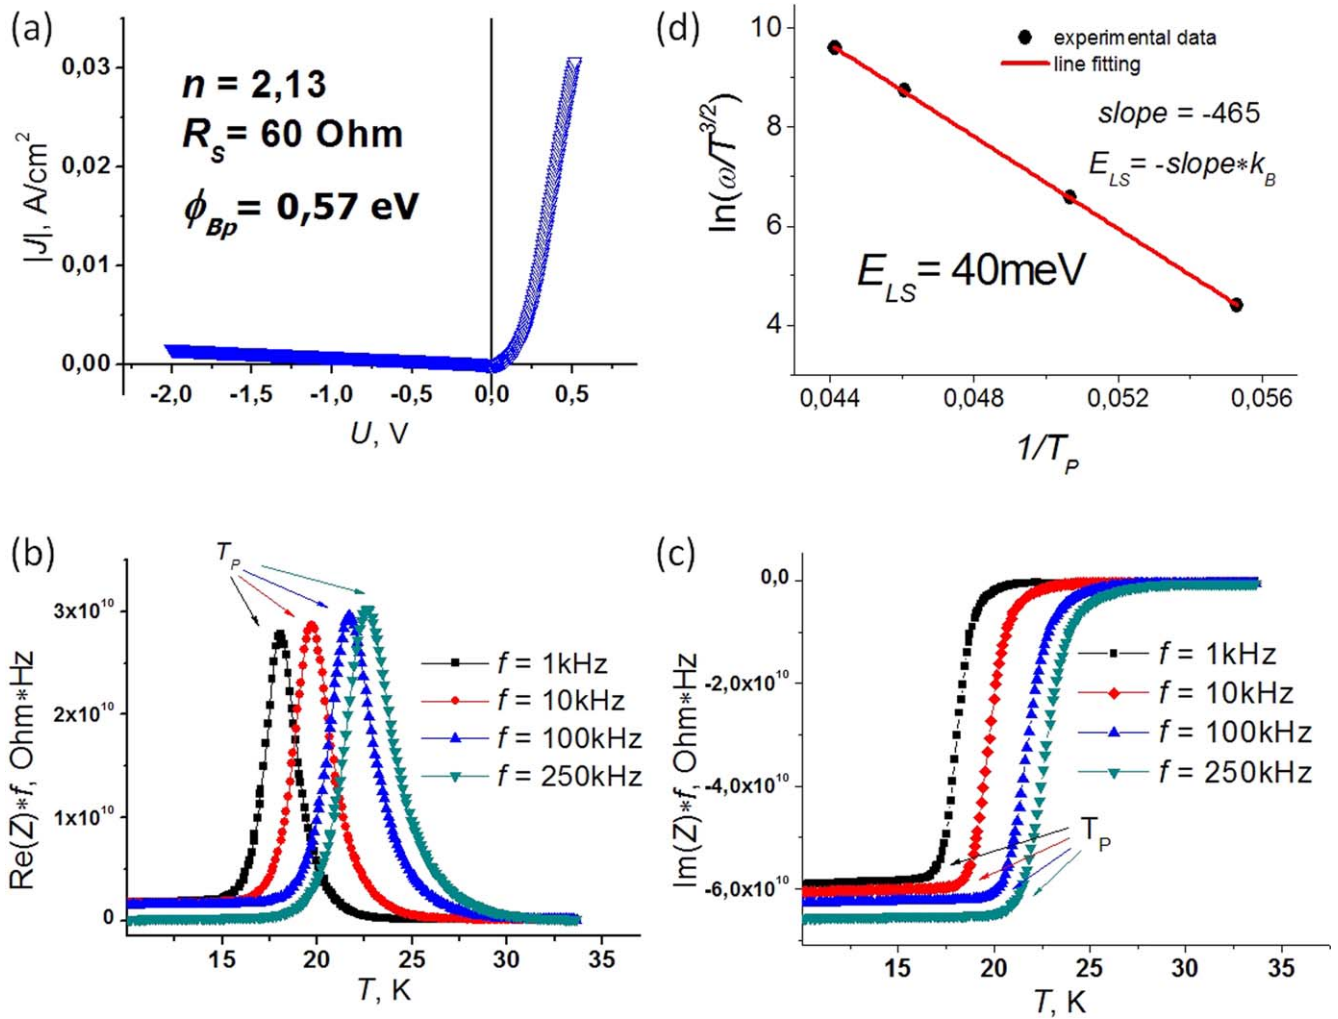 (a)
0,03
0,02
0,01
0,00
|J|, A/cm²
n = 2,13
R_S= 60 Ohm
ϕ_Bp= 0,57 eV
-2,0 -1,5 -1,0 -0,5 0,0 0,5
U, V
(d)
10
8
6
4
ln(ω/T^3/2)
experimental data
line fitting
slope = -465
E_LS= -slope*k_B
E_LS= 40meV
0,044 0,048 0,052 0,056
1/T_P
(b)
T_P
3x10^10
2x10^10
1x10^10
0
Re(Z)*f, Ohm*Hz
f = 1kHz
f = 10kHz
f = 100kHz
f = 250kHz
15 20 25 30 35
T, K
(c)
0,0
-2,0x10^10
-4,0x10^10
-6,0x10^10
Im(Z)*f, Ohm*Hz
f = 1kHz
f = 10kHz
f = 100kHz
f = 250kHz
T_P
15 20 25 30 35
T, K